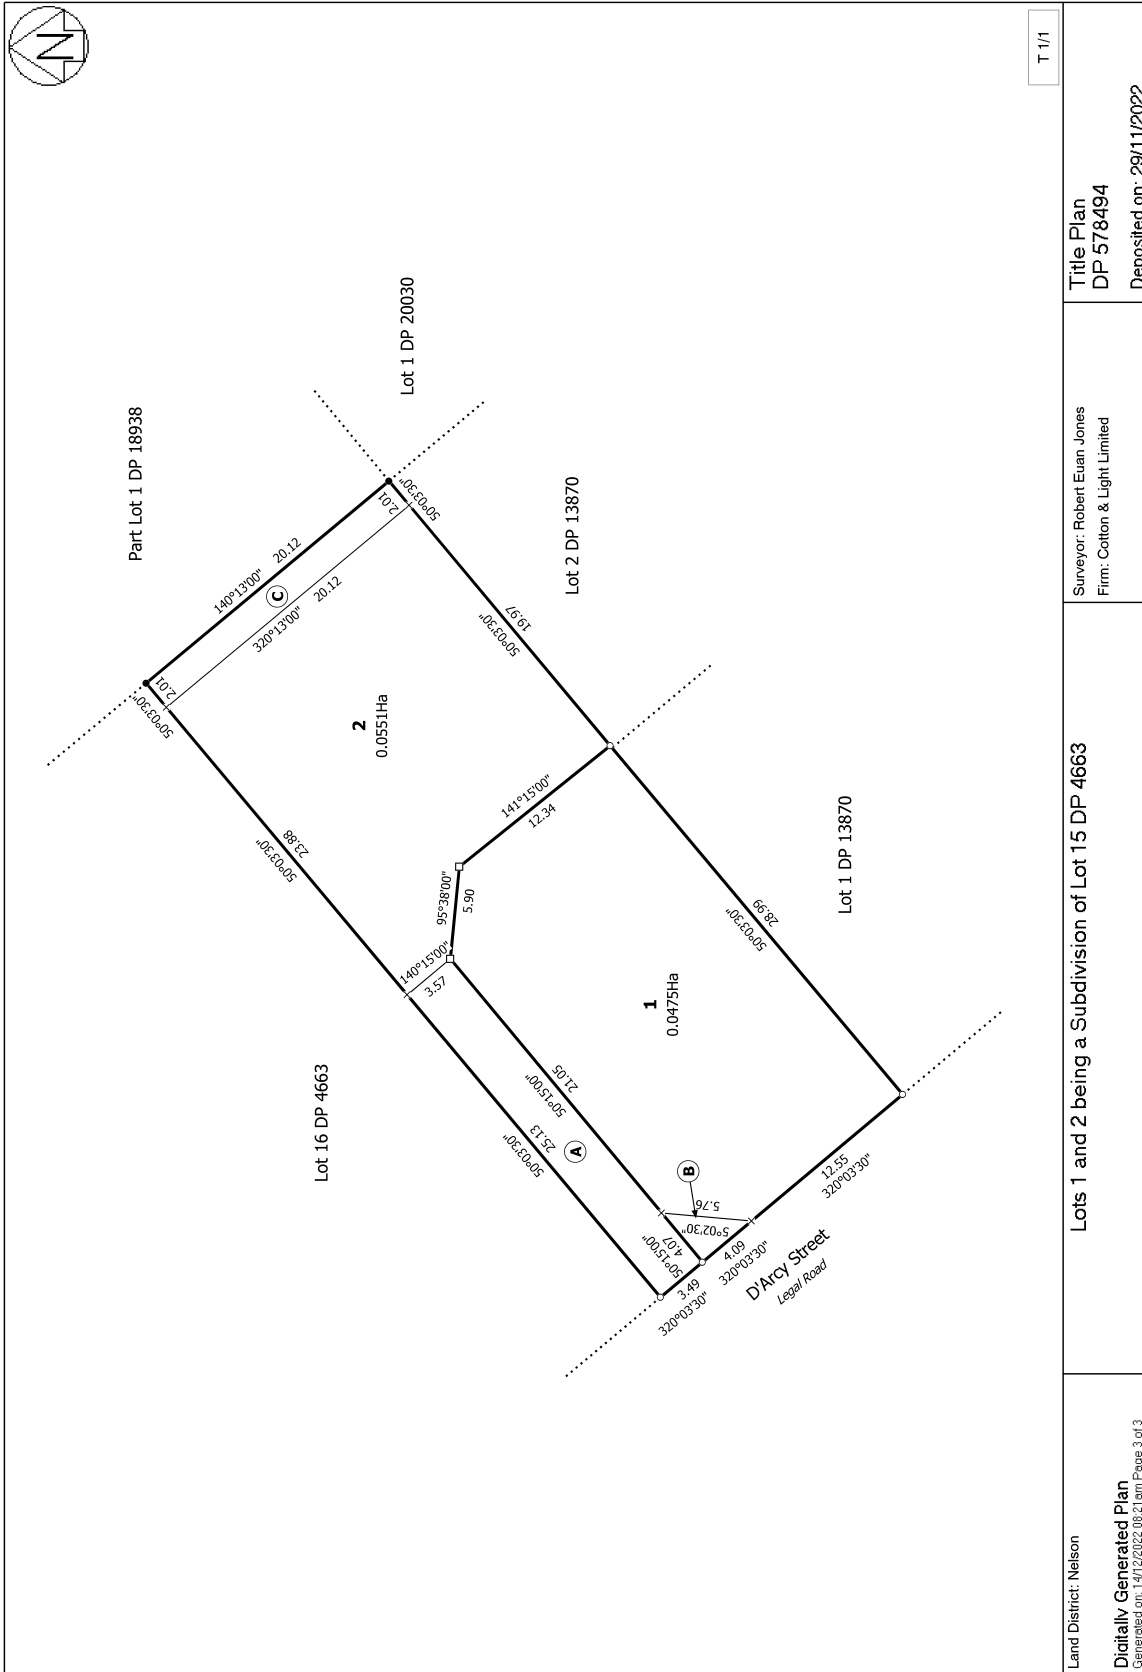 N
T 1/1
Part Lot 1 DP 18938
Lot 1 DP 20030
Lot 2 DP 13870
Lot 1 DP 13870
Lot 16 DP 4663
140°13'00" 20.12
C
320°13'00" 20.12
2.01
50°03'30"
2.01
50°03'30"
50°03'30" 19.97
50°03'30" 23.88
2
0.0551Ha
141°15'00"
12.34
95°38'00"
5.90
140°15'00"
3.57
50°03'30" 28.99
1
0.0475Ha
50°15'00" 21.05
50°03'30" 25.13
A
B
5.76
5°02'30"
50°15'00" 4.07
3.49
320°03'30"
4.09
320°03'30"
12.55
320°03'30"
D'Arcy Street
Legal Road
Land District: Nelson
Digitally Generated Plan
Generated on: 14/12/2022 08:21am Page 3 of 3
Lots 1 and 2 being a Subdivision of Lot 15 DP 4663
Surveyor: Robert Euan Jones
Firm: Cotton & Light Limited
Title Plan
DP 578494
Deposited on: 29/11/2022